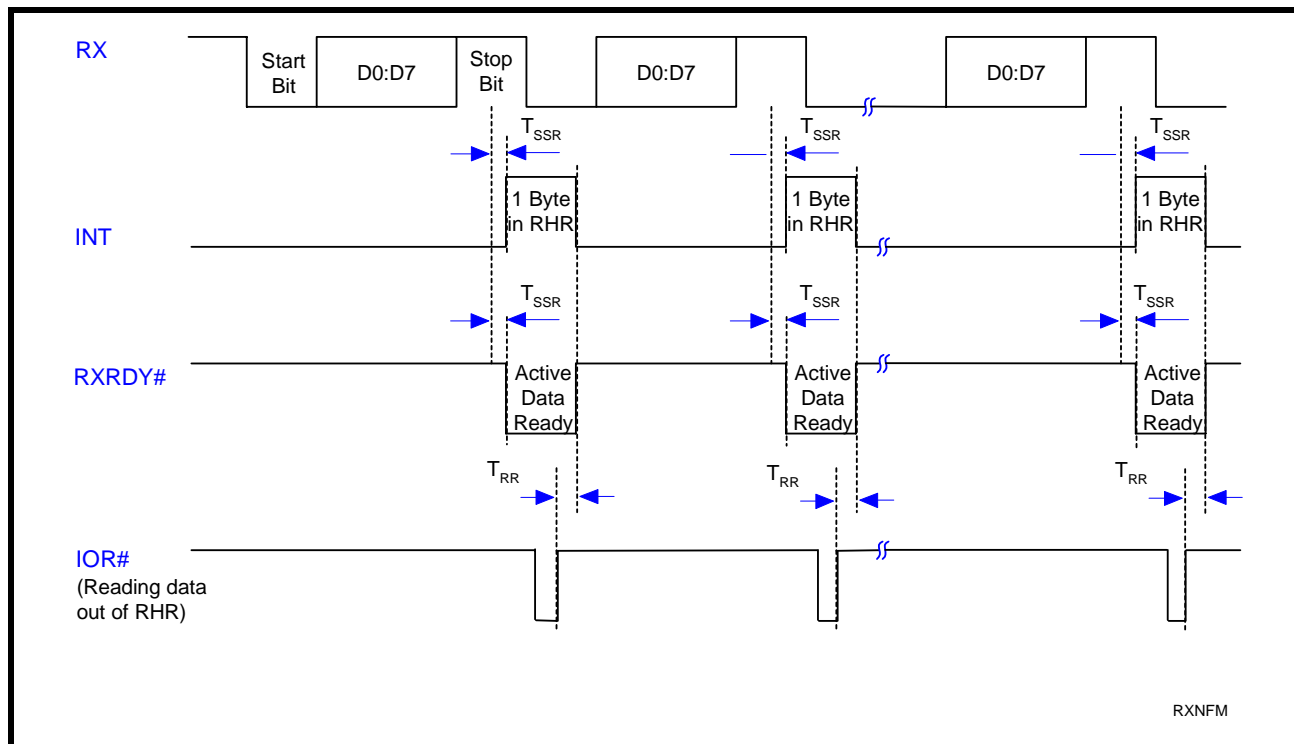 RX
Start
Bit
D0:D7
Stop
Bit
D0:D7
D0:D7
TSSR
TSSR
TSSR
INT
1 Byte
in RHR
1 Byte
in RHR
1 Byte
in RHR
TSSR
TSSR
TSSR
RXRDY#
Active
Data
Ready
Active
Data
Ready
Active
Data
Ready
TRR
TRR
TRR
IOR#
(Reading data
out of RHR)
RXNFM